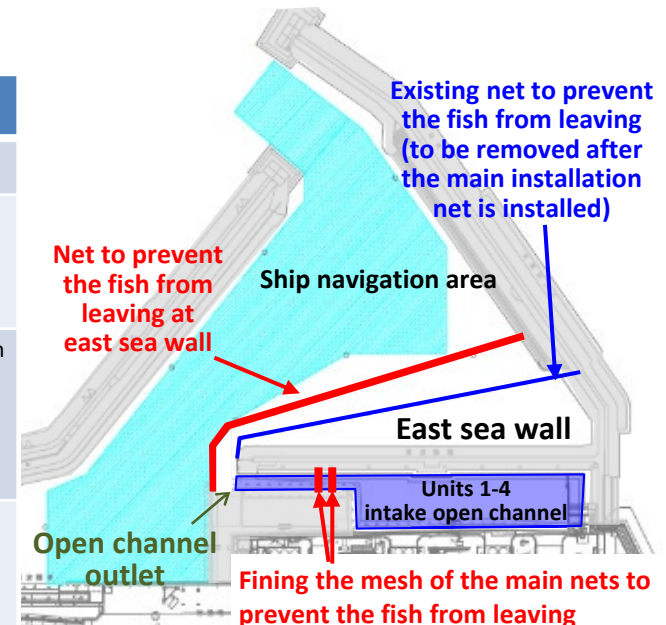 Existing net to prevent
the fish from leaving
(to be removed after
the main installation
net is installed)
Net to prevent
the fish from
leaving at
east sea wall
Ship navigation area
East sea wall
Units 1-4
intake open channel
Open channel
outlet
Fining the mesh of the main nets to
prevent the fish from leaving